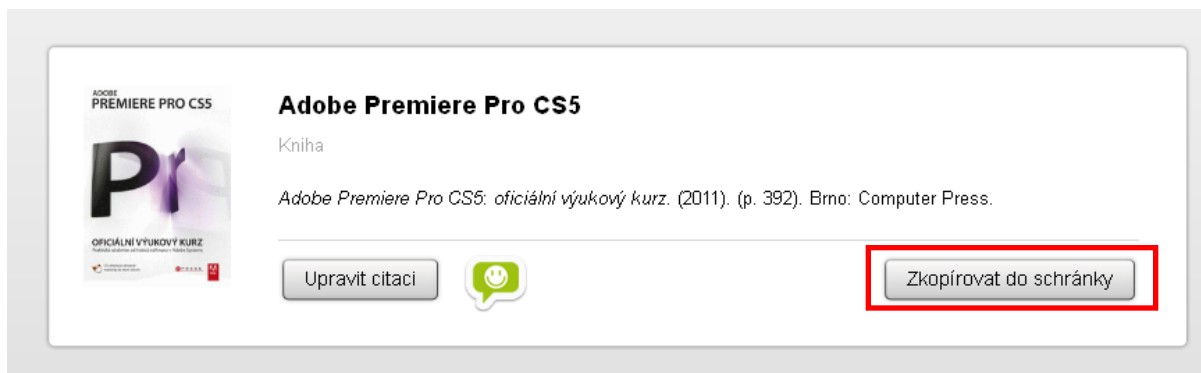 ADOBE
PREMIERE PRO CS5
Pr
OFICIÁLNÍ VÝUKOVÝ KURZ
Adobe Premiere Pro CS5
Kniha
Adobe Premiere Pro CS5: oficiální výukový kurz. (2011). (p. 392). Brno: Computer Press.
Upravit citaci
Zkopírovat do schránky